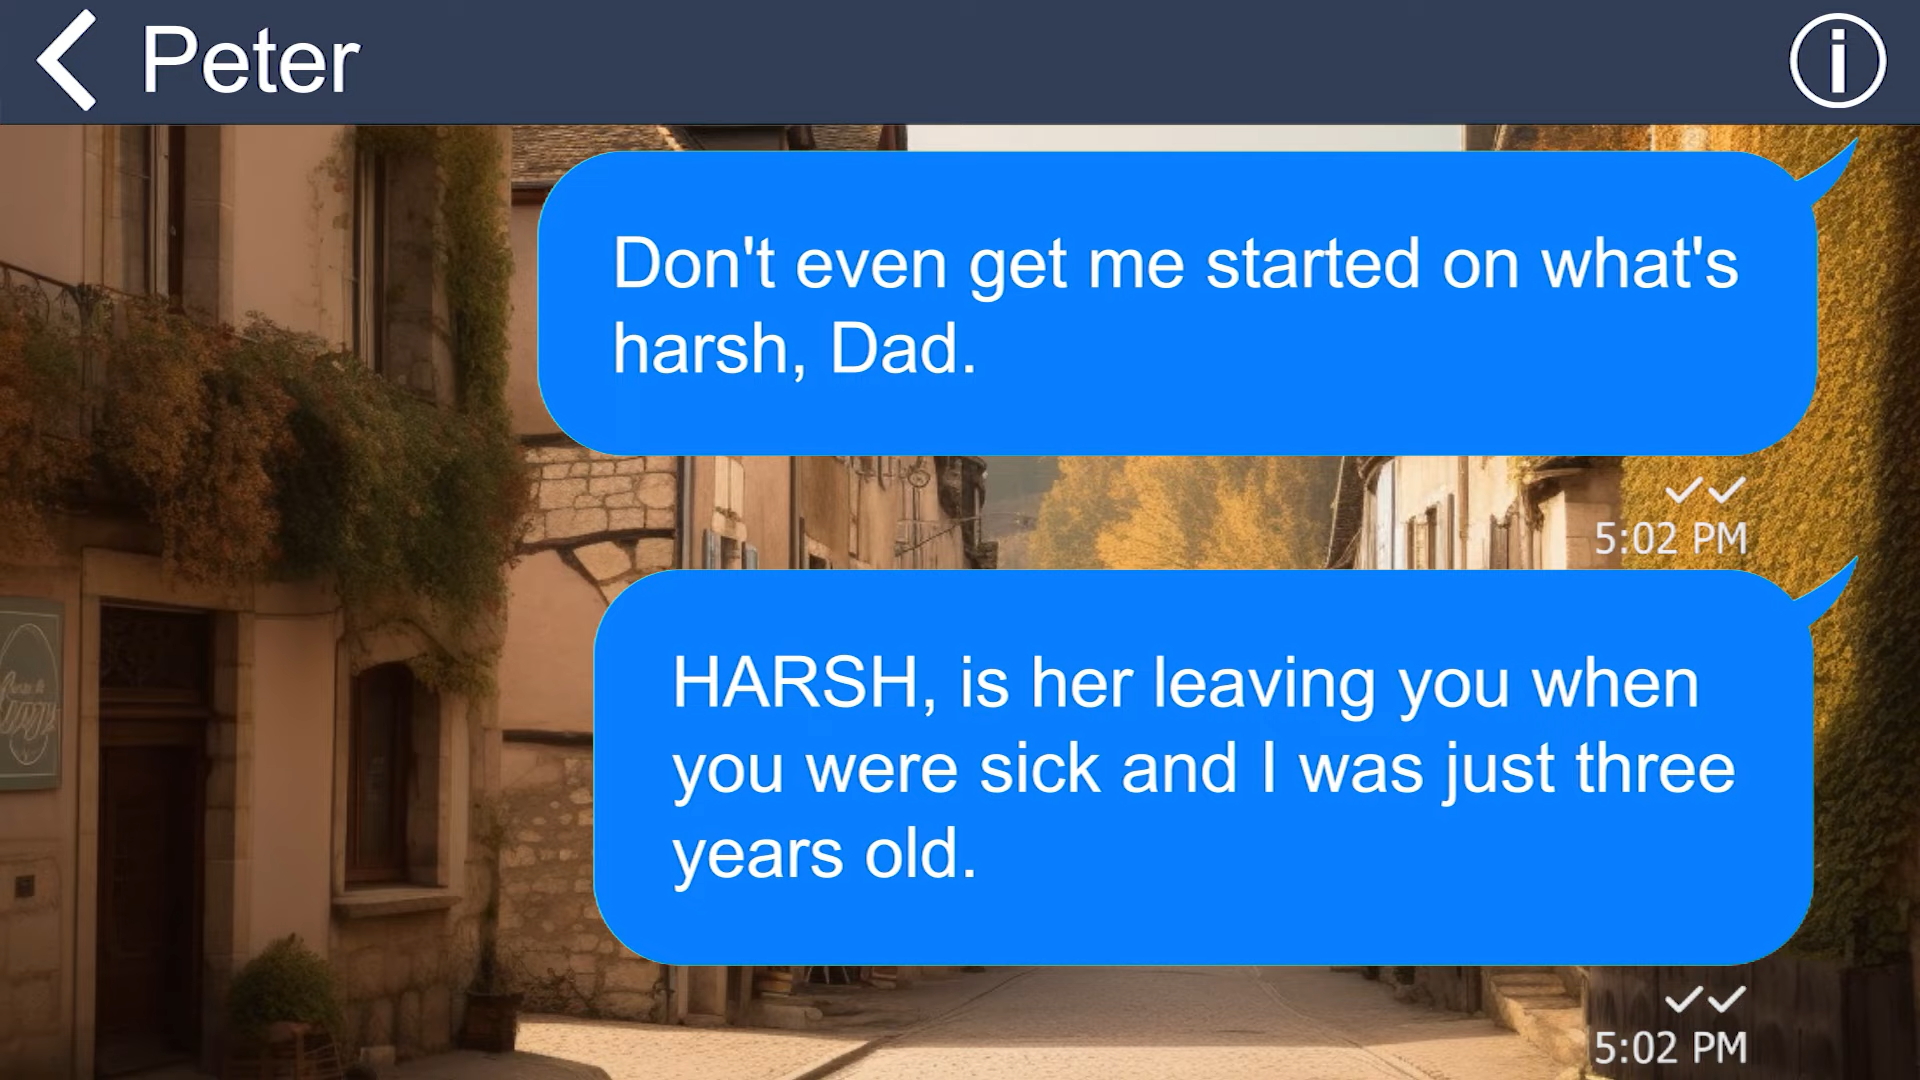 Peter
Don't even get me started on what's
harsh, Dad.
5:02 PM
HARSH, is her leaving you when
you were sick and I was just three
years old.
5:02 PM